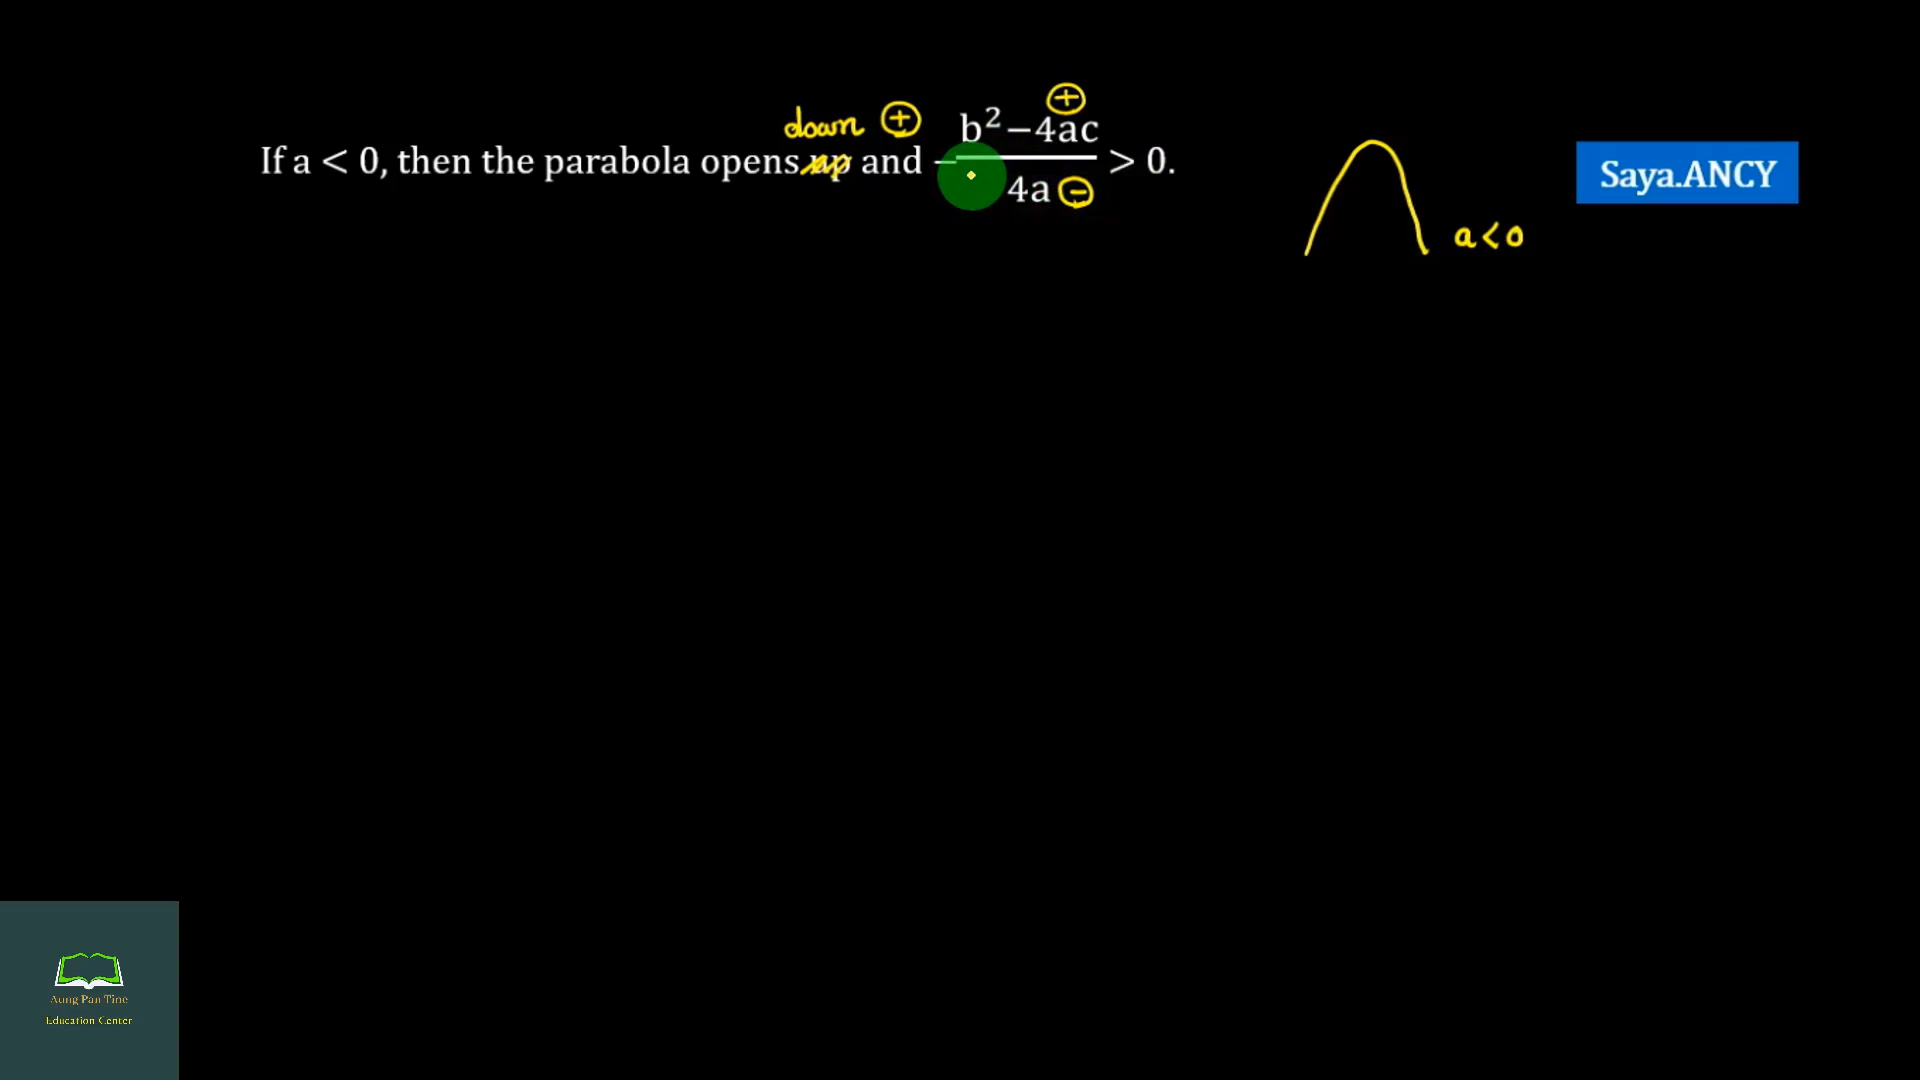 down ⊕ ⊕
If a < 0, then the parabola opens up and − b² − 4ac / 4a ⊖ > 0.
Saya.ANCY
a < 0
Aung Pan Tine
Education Center